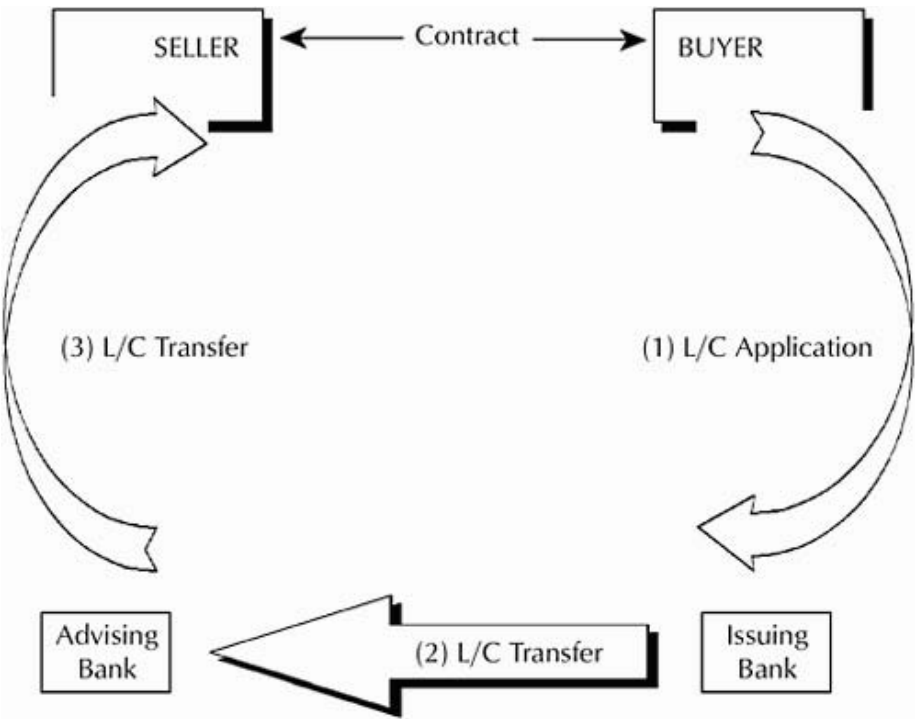 SELLER
Contract
BUYER
(3) L/C Transfer
(1) L/C Application
Advising
Bank
(2) L/C Transfer
Issuing
Bank